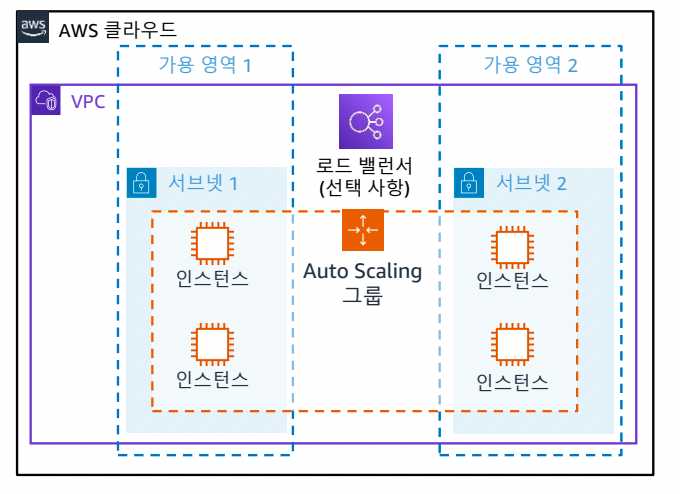 aws
AWS 클라우드
가용 영역 1
가용 영역 2
VPC
로드 밸런서
(선택 사항)
서브넷 1
서브넷 2
Auto Scaling
그룹
인스턴스
인스턴스
인스턴스
인스턴스